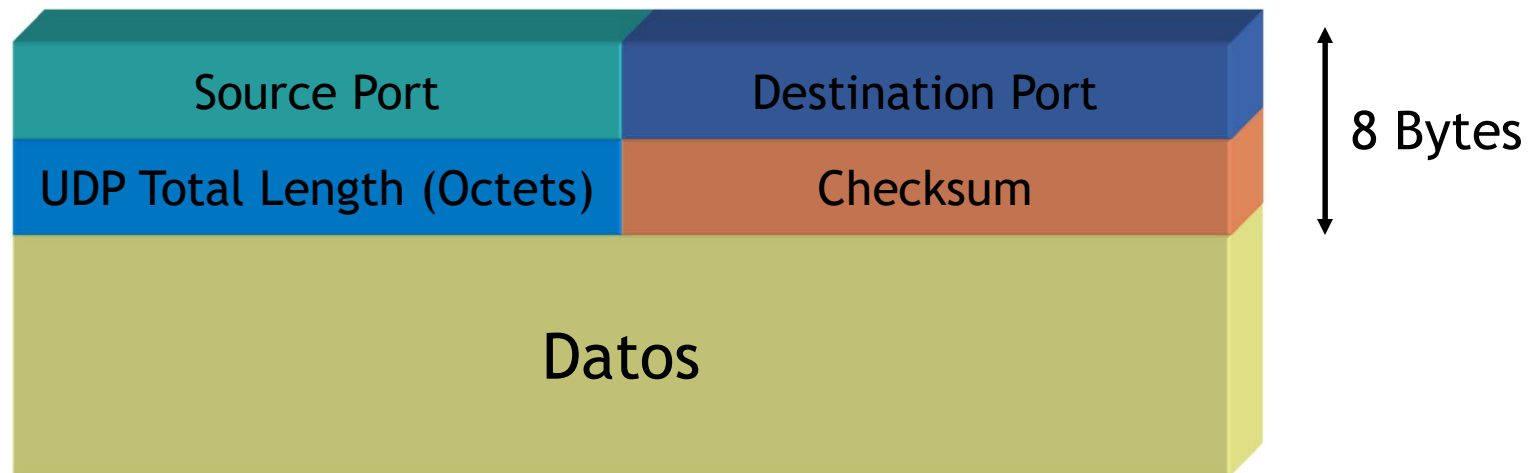 Source Port
Destination Port
8 Bytes
UDP Total Length (Octets)
Checksum
Datos